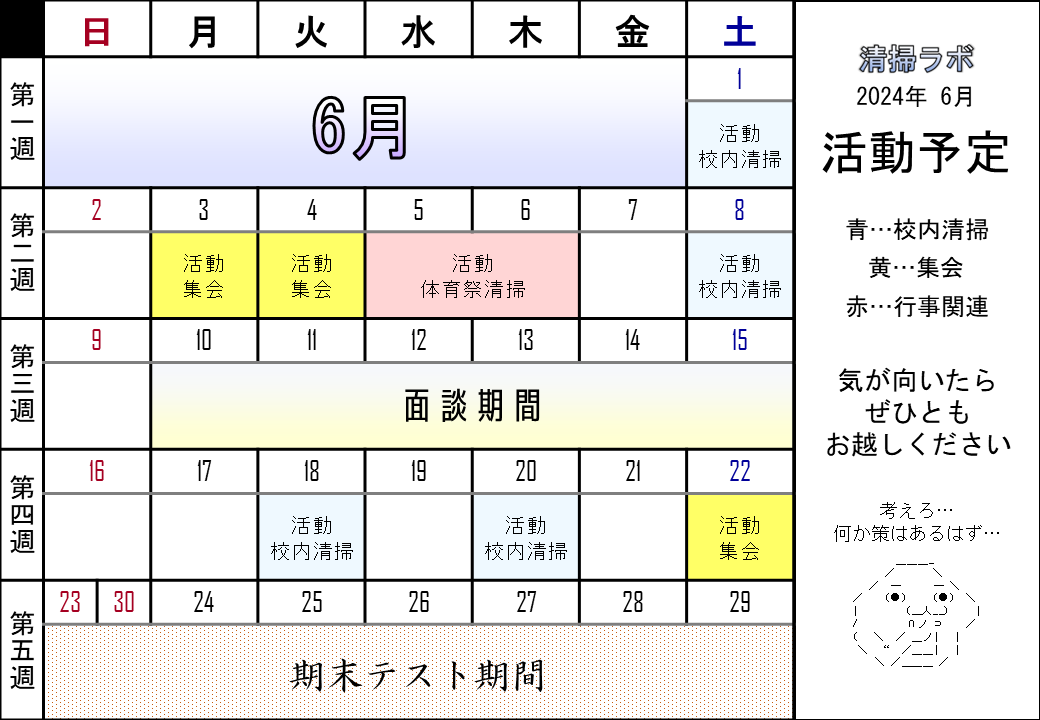 日 月 火 水 木 金 土
第一週
6月
1
活動
校内清掃
第二週
2 3 4 5 6 7 8
活動
集会
活動
集会
活動
体育祭清掃
活動
校内清掃
第三週
9 10 11 12 13 14 15
面談期間
第四週
16 17 18 19 20 21 22
活動
校内清掃
活動
校内清掃
活動
集会
第五週
23 30 24 25 26 27 28 29
期末テスト期間
清掃ラボ
2024年 6月
活動予定
青…校内清掃
黄…集会
赤…行事関連
気が向いたら
ぜひとも
お越しください
考えろ…
何か策はあるはず…